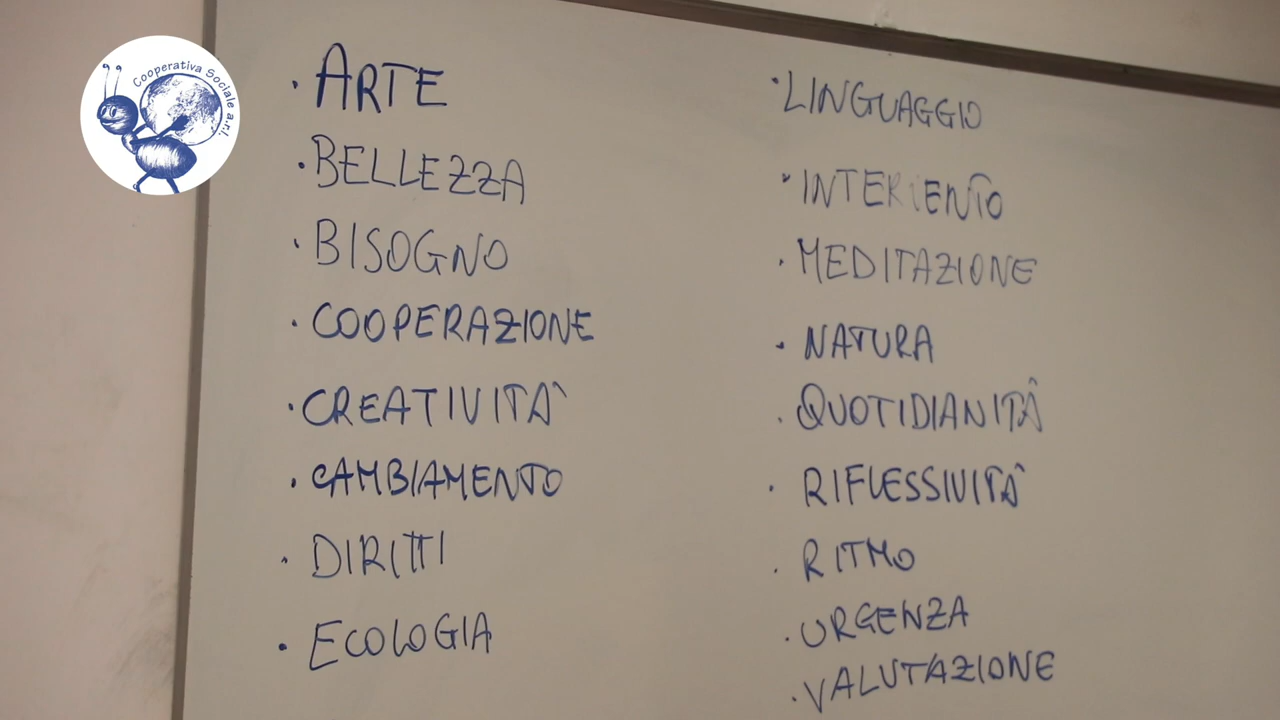 Cooperativa Sociale a.r.l.
· ARTE
· BELLEZZA
· BISOGNO
· COOPERAZIONE
· CREATIVITÀ
· CAMBIAMENTO
· DIRITTI
· ECOLOGIA
· LINGUAGGIO
· INTERVENTO
· MEDITAZIONE
· NATURA
· QUOTIDIANITÀ
· RIFLESSIVITÀ
· RITMO
· URGENZA
· VALUTAZIONE